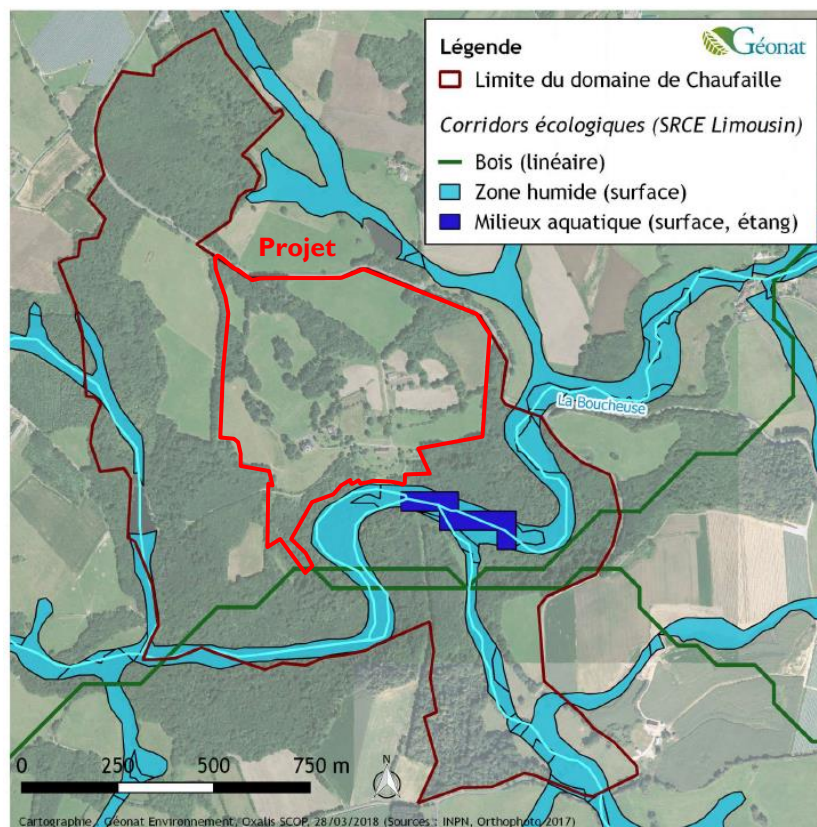 Légende
Géonat
Limite du domaine de Chaufaille
Corridors écologiques (SRCE Limousin)
Bois (linéaire)
Zone humide (surface)
Milieux aquatique (surface, étang)
Projet
La Boucheuse
0 250 500 750 m
N
Cartographie : Géonat Environnement, Oxalis SCOP, 28/03/2018 (Sources : INPN, Orthophoto 2017)